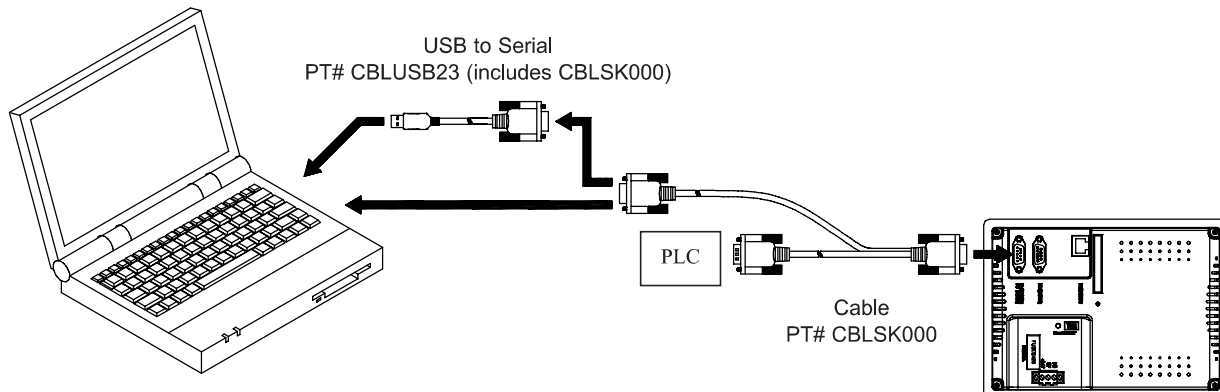 USB to Serial
PT# CBLUSB23 (includes CBLSK000)
PLC
Cable
PT# CBLSK000